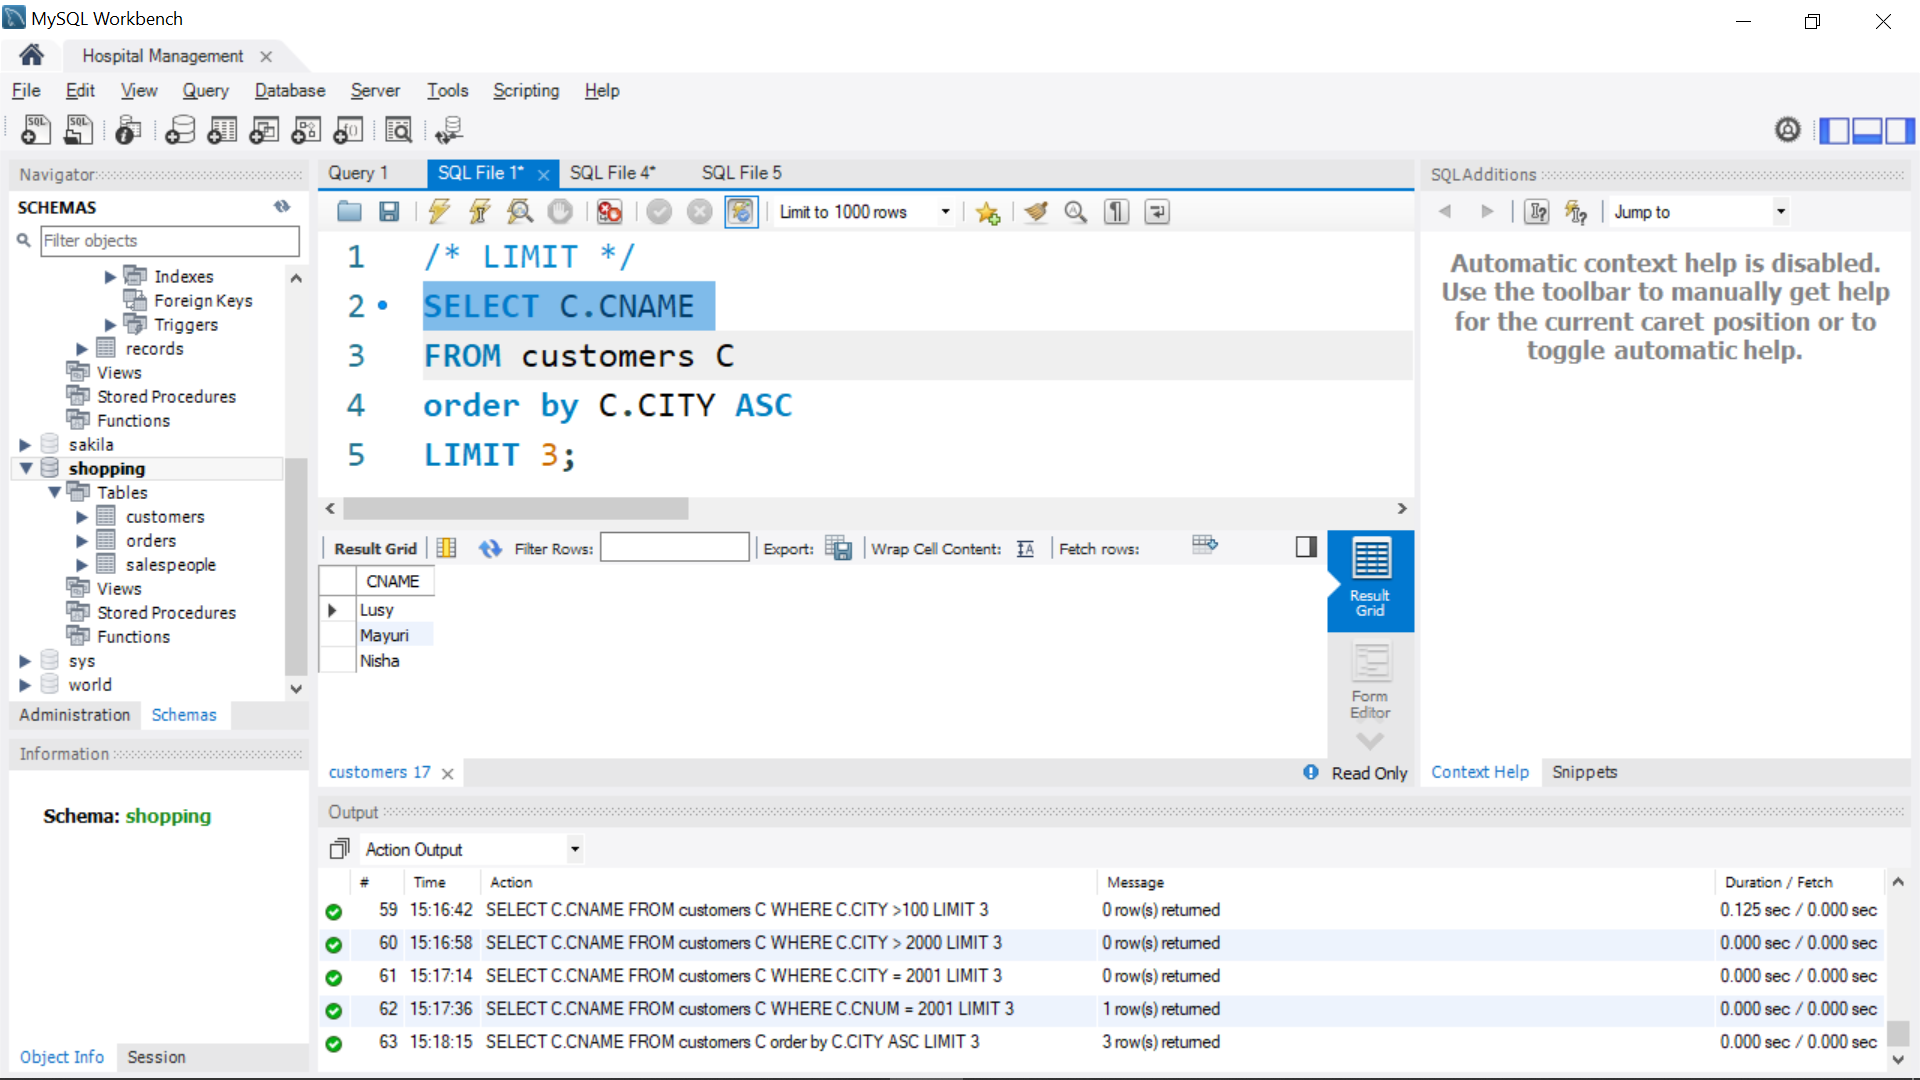 MySQL Workbench
Hospital Management
File Edit View Query Database Server Tools Scripting Help
Navigator
SCHEMAS
Filter objects
Indexes
Foreign Keys
Triggers
records
Views
Stored Procedures
Functions
sakila
shopping
Tables
customers
orders
salespeople
Views
Stored Procedures
Functions
sys
world
Administration Schemas
Information
Schema: shopping
Object Info Session
Query 1 SQL File 1* SQL File 4* SQL File 5
Limit to 1000 rows
1 /* LIMIT */
2 SELECT C.CNAME
3 FROM customers C
4 order by C.CITY ASC
5 LIMIT 3;
Result Grid Filter Rows: Export: Wrap Cell Content: Fetch rows:
CNAME
Lusy
Mayuri
Nisha
Result
Grid
Form
Editor
customers 17 Read Only
SQLAdditions
Jump to
Automatic context help is disabled.
Use the toolbar to manually get help
for the current caret position or to
toggle automatic help.
Context Help Snippets
Output
Action Output
# Time Action Message Duration / Fetch
59 15:16:42 SELECT C.CNAME FROM customers C WHERE C.CITY >100 LIMIT 3 0 row(s) returned 0.125 sec / 0.000 sec
60 15:16:58 SELECT C.CNAME FROM customers C WHERE C.CITY > 2000 LIMIT 3 0 row(s) returned 0.000 sec / 0.000 sec
61 15:17:14 SELECT C.CNAME FROM customers C WHERE C.CITY = 2001 LIMIT 3 0 row(s) returned 0.000 sec / 0.000 sec
62 15:17:36 SELECT C.CNAME FROM customers C WHERE C.CNUM = 2001 LIMIT 3 1 row(s) returned 0.000 sec / 0.000 sec
63 15:18:15 SELECT C.CNAME FROM customers C order by C.CITY ASC LIMIT 3 3 row(s) returned 0.000 sec / 0.000 sec